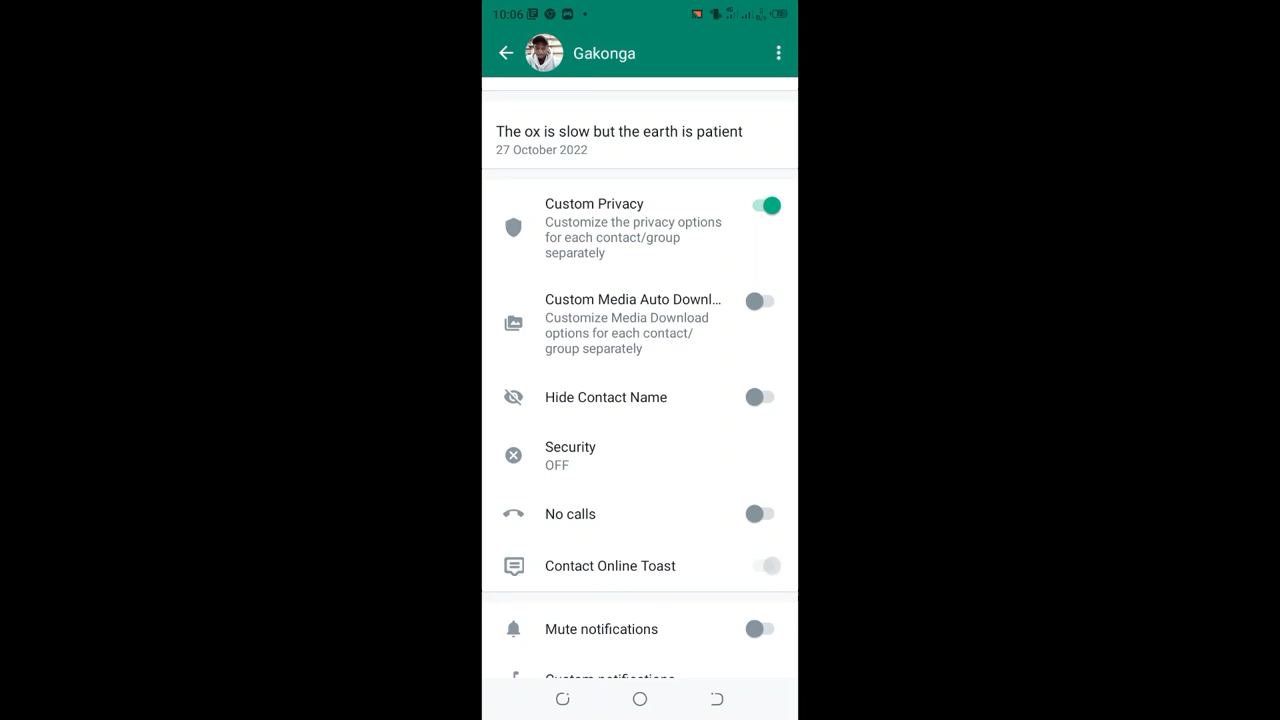 10:06
Gakonga
The ox is slow but the earth is patient
27 October 2022
Custom Privacy
Customize the privacy options
for each contact/group
separately
Custom Media Auto Downl...
Customize Media Download
options for each contact/
group separately
Hide Contact Name
Security
OFF
No calls
Contact Online Toast
Mute notifications
Custom notifications